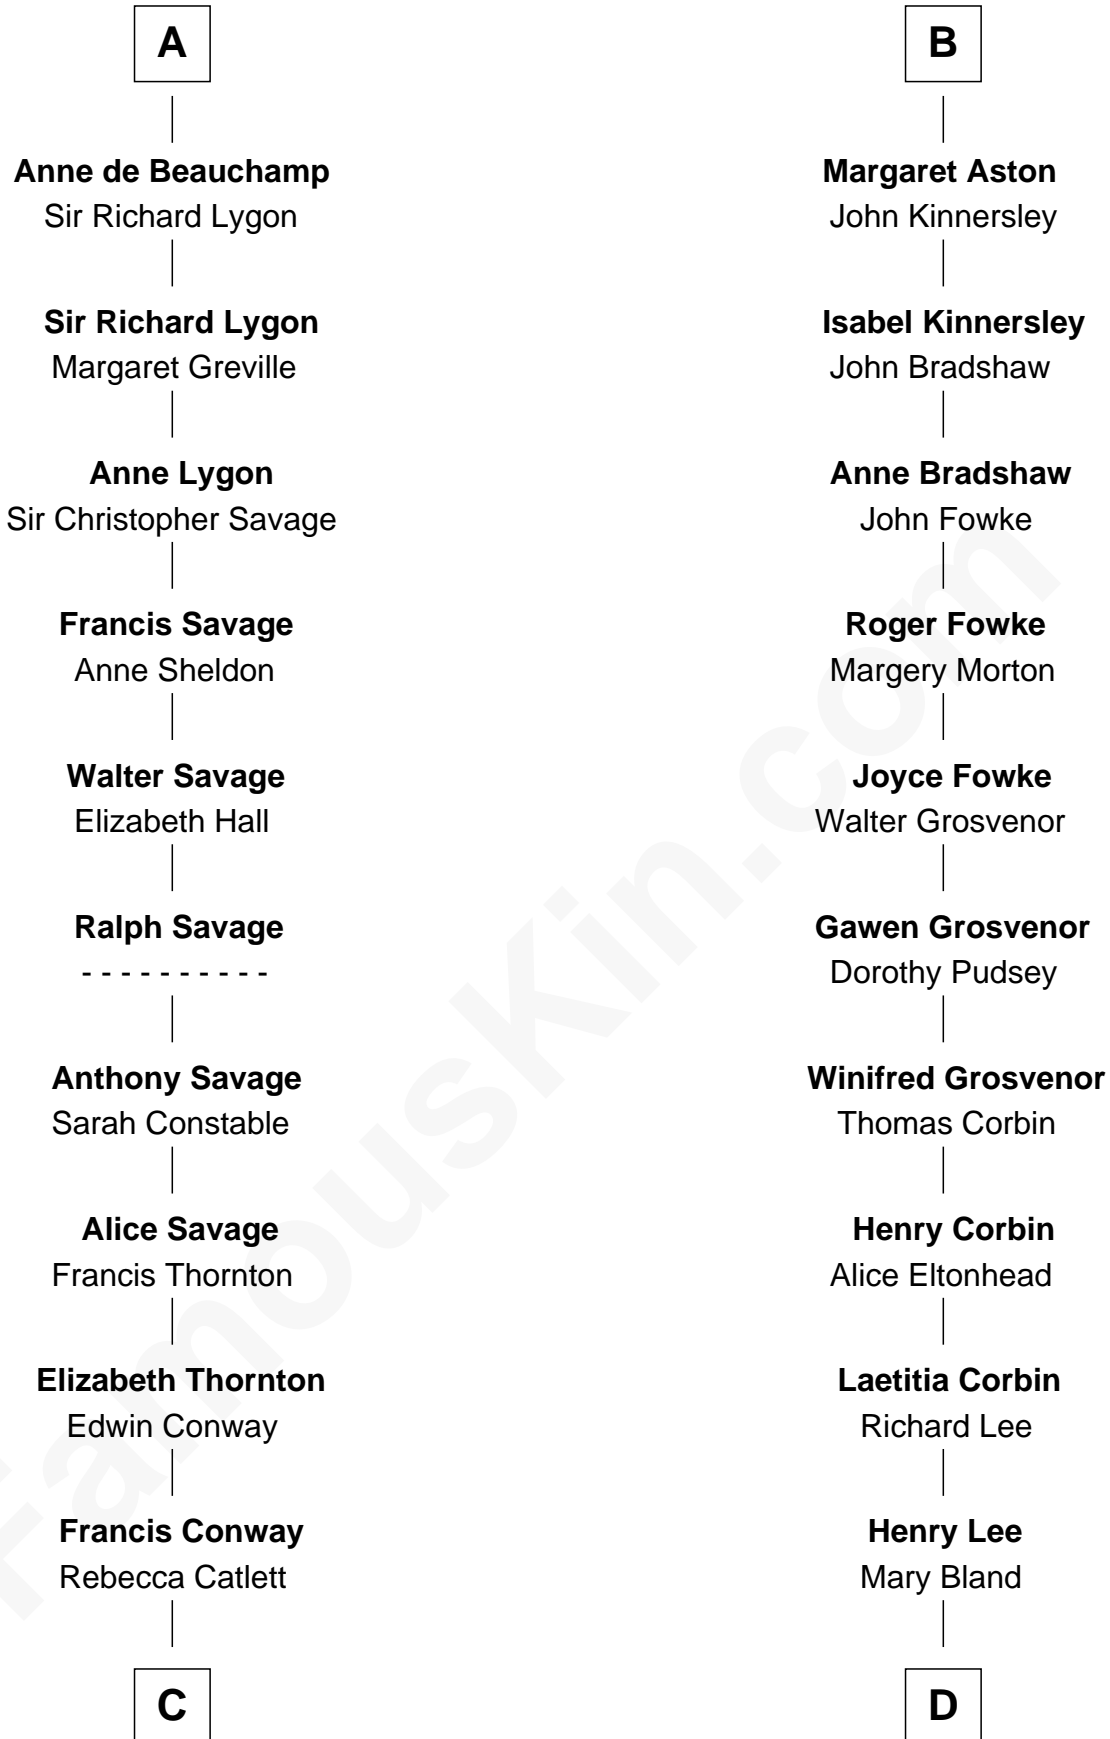 A
Anne de Beauchamp
Sir Richard Lygon
Sir Richard Lygon
Margaret Greville
Anne Lygon
Sir Christopher Savage
Francis Savage
Anne Sheldon
Walter Savage
Elizabeth Hall
Ralph Savage
- - - - - - - - - -
Anthony Savage
Sarah Constable
Alice Savage
Francis Thornton
Elizabeth Thornton
Edwin Conway
Francis Conway
Rebecca Catlett
C
B
Margaret Aston
John Kinnersley
Isabel Kinnersley
John Bradshaw
Anne Bradshaw
John Fowke
Roger Fowke
Margery Morton
Joyce Fowke
Walter Grosvenor
Gawen Grosvenor
Dorothy Pudsey
Winifred Grosvenor
Thomas Corbin
Henry Corbin
Alice Eltonhead
Laetitia Corbin
Richard Lee
Henry Lee
Mary Bland
D
FamousKin.com